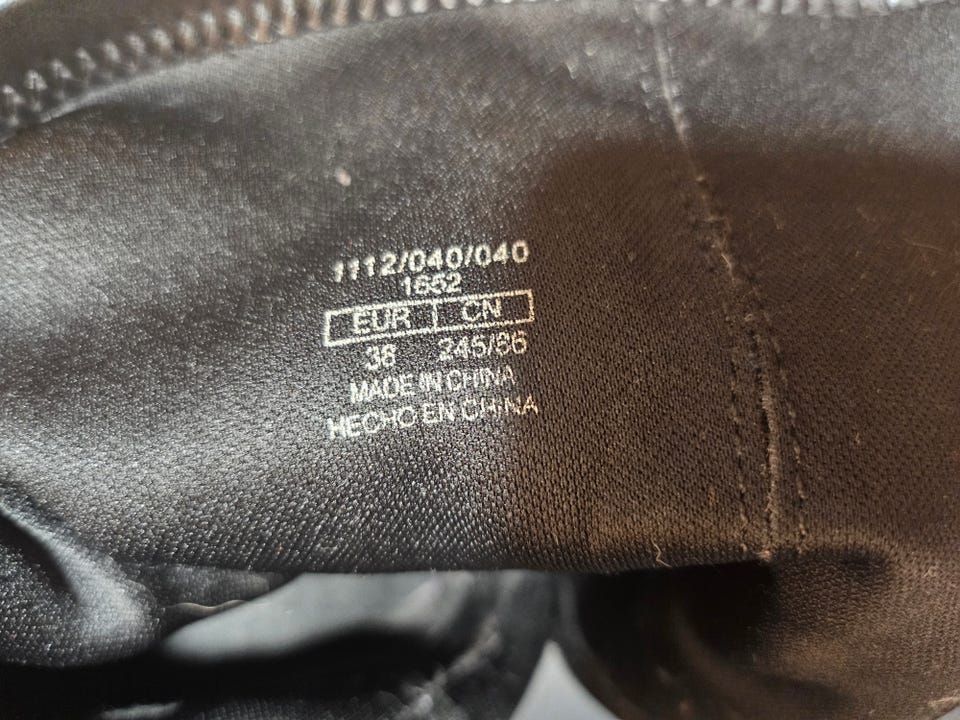 1112/040/040
1652
EUR CN
38 245/86
MADE IN CHINA
HECHO EN CHINA